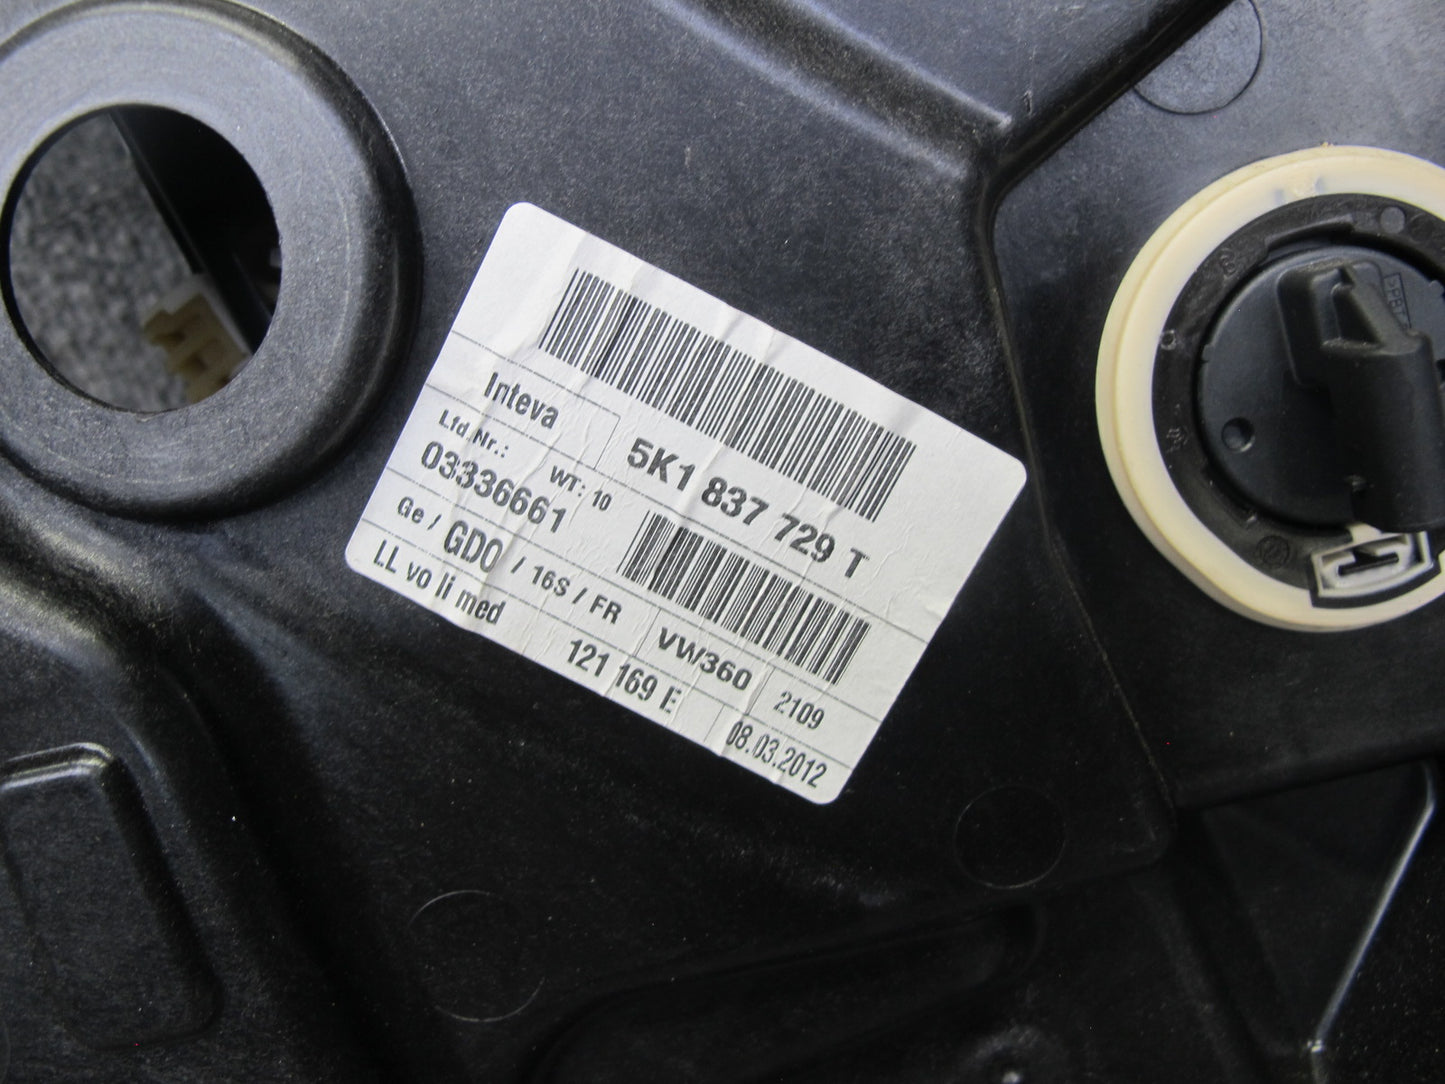 Inteva
5K1 837 729 T
Lfd.Nr.: WT: 10
03336661
Ge / GDO / 16S / FR
VW360
2109
LL vo li med
121 169 E
08.03.2012